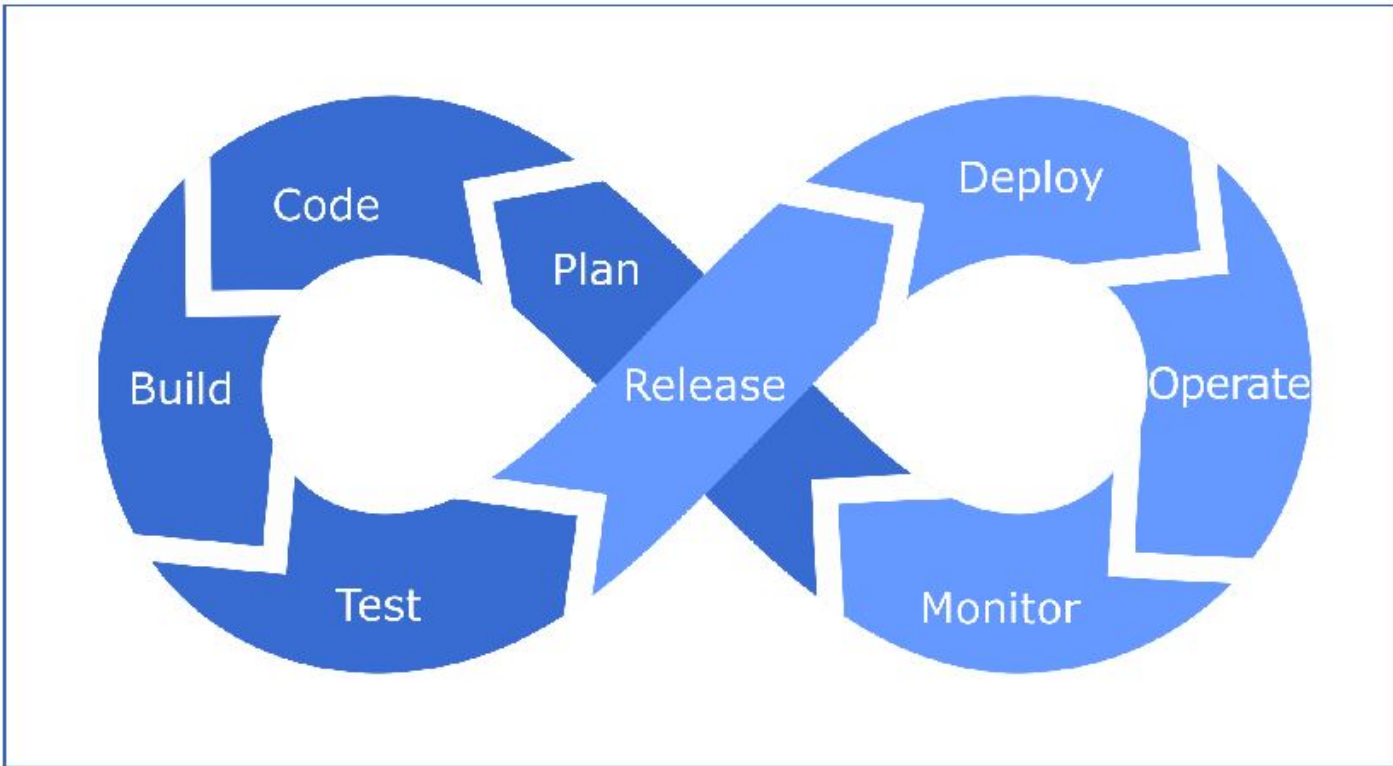 Code
Deploy
Plan
Build
Release
Operate
Test
Monitor